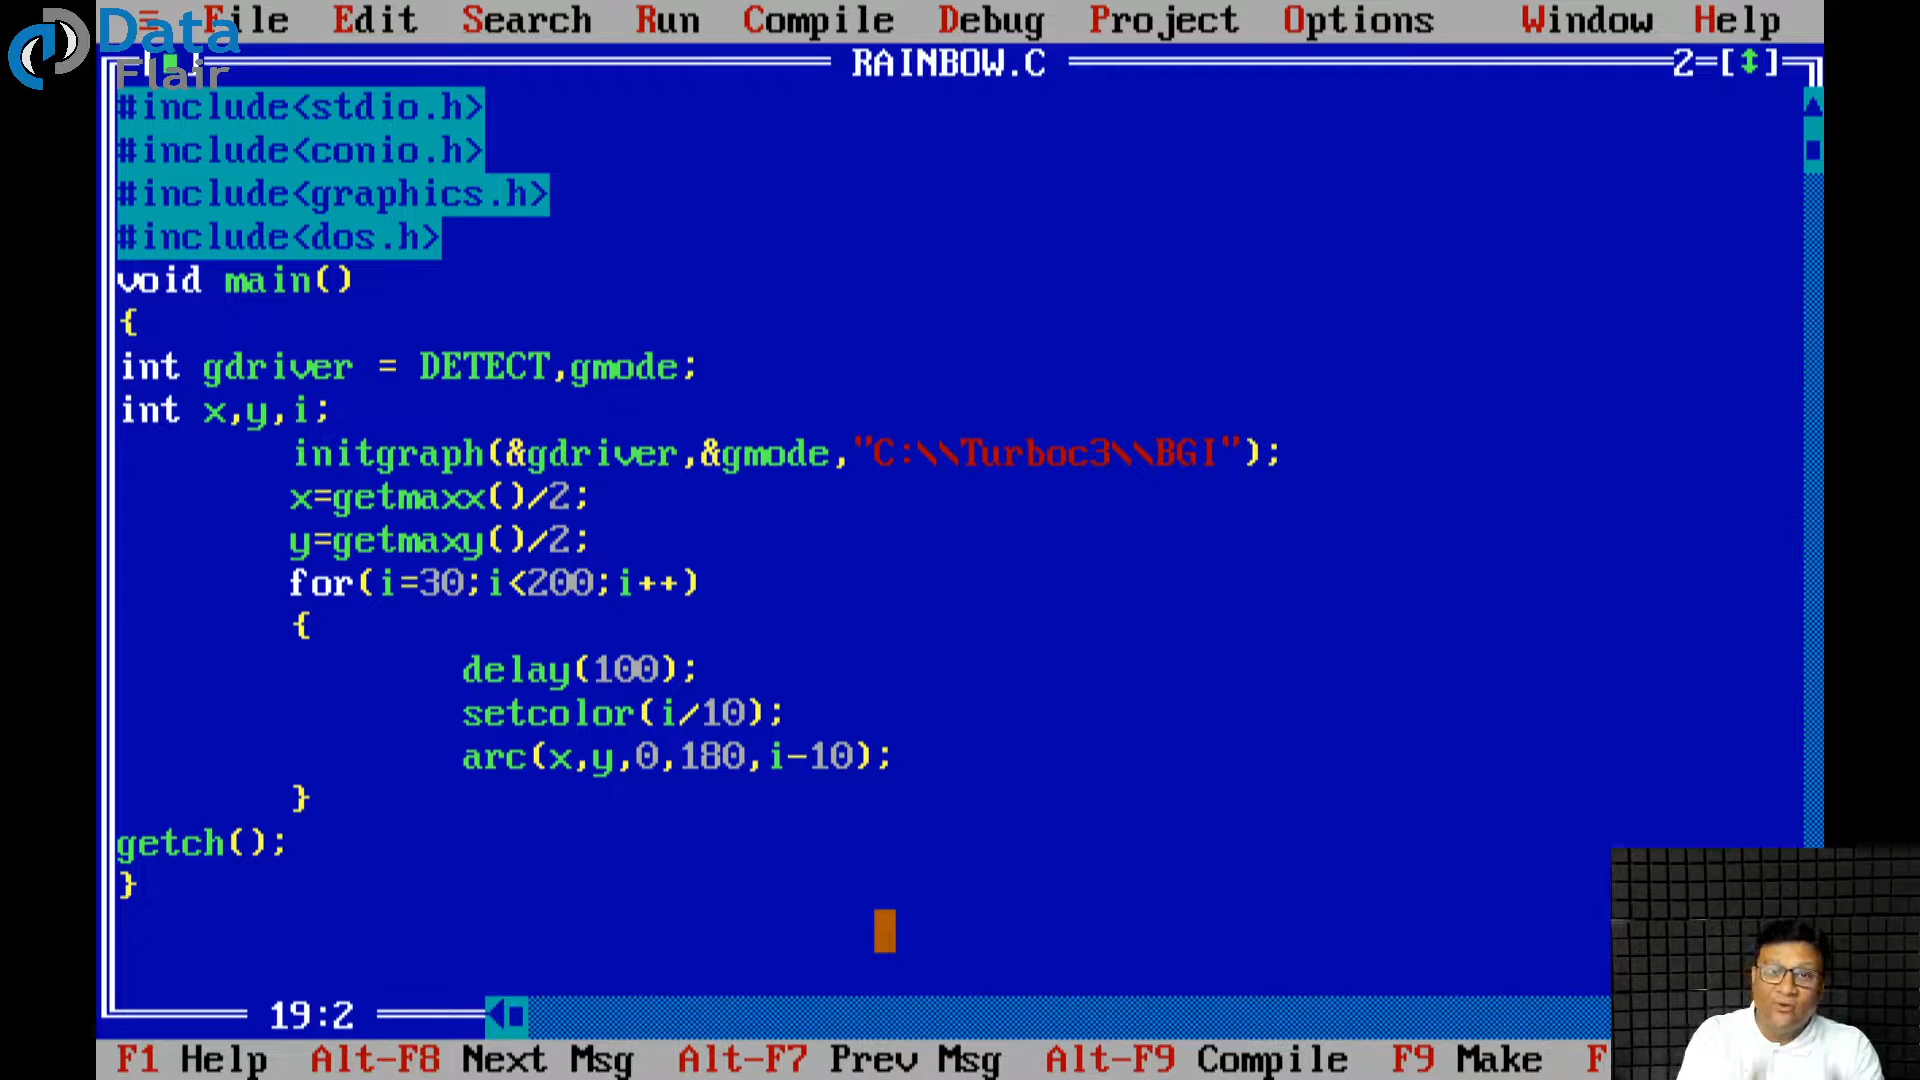 Data Flair
≡ File Edit Search Run Compile Debug Project Options Window Help
RAINBOW.C 2=[↕]
#include<stdio.h>
#include<conio.h>
#include<graphics.h>
#include<dos.h>
void main()
{
int gdriver = DETECT,gmode;
int x,y,i;
initgraph(&gdriver,&gmode,"C:\\Turboc3\\BGI");
x=getmaxx()/2;
y=getmaxy()/2;
for(i=30;i<200;i++)
{
delay(100);
setcolor(i/10);
arc(x,y,0,180,i-10);
}
getch();
}
19:2
F1 Help Alt-F8 Next Msg Alt-F7 Prev Msg Alt-F9 Compile F9 Make F